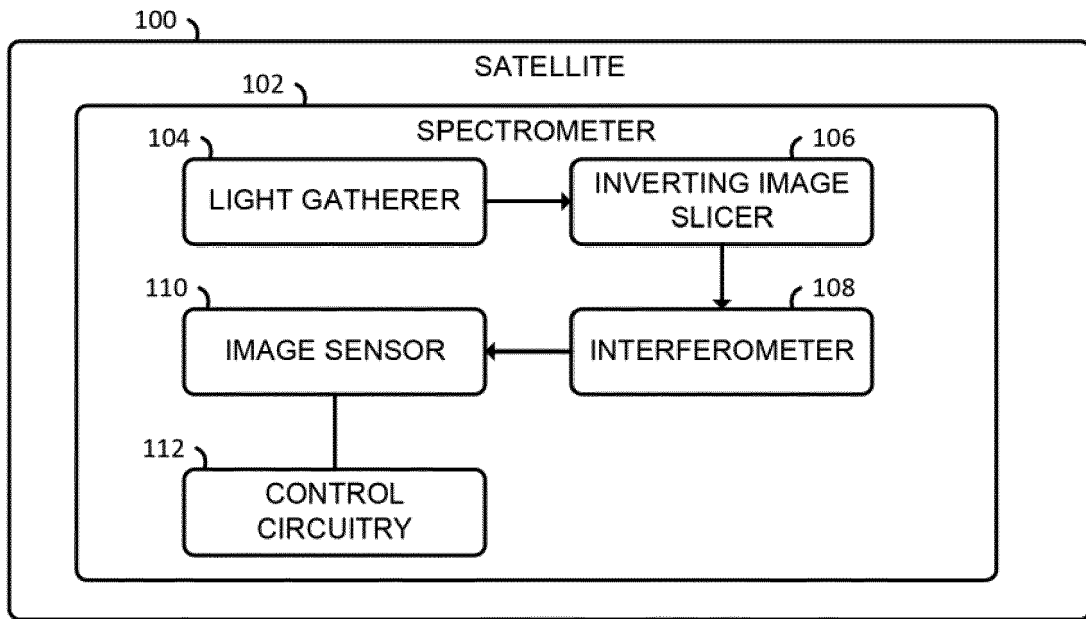 100
SATELLITE
102
SPECTROMETER
104
LIGHT GATHERER
106
INVERTING IMAGE
SLICER
110
IMAGE SENSOR
108
INTERFEROMETER
112
CONTROL
CIRCUITRY